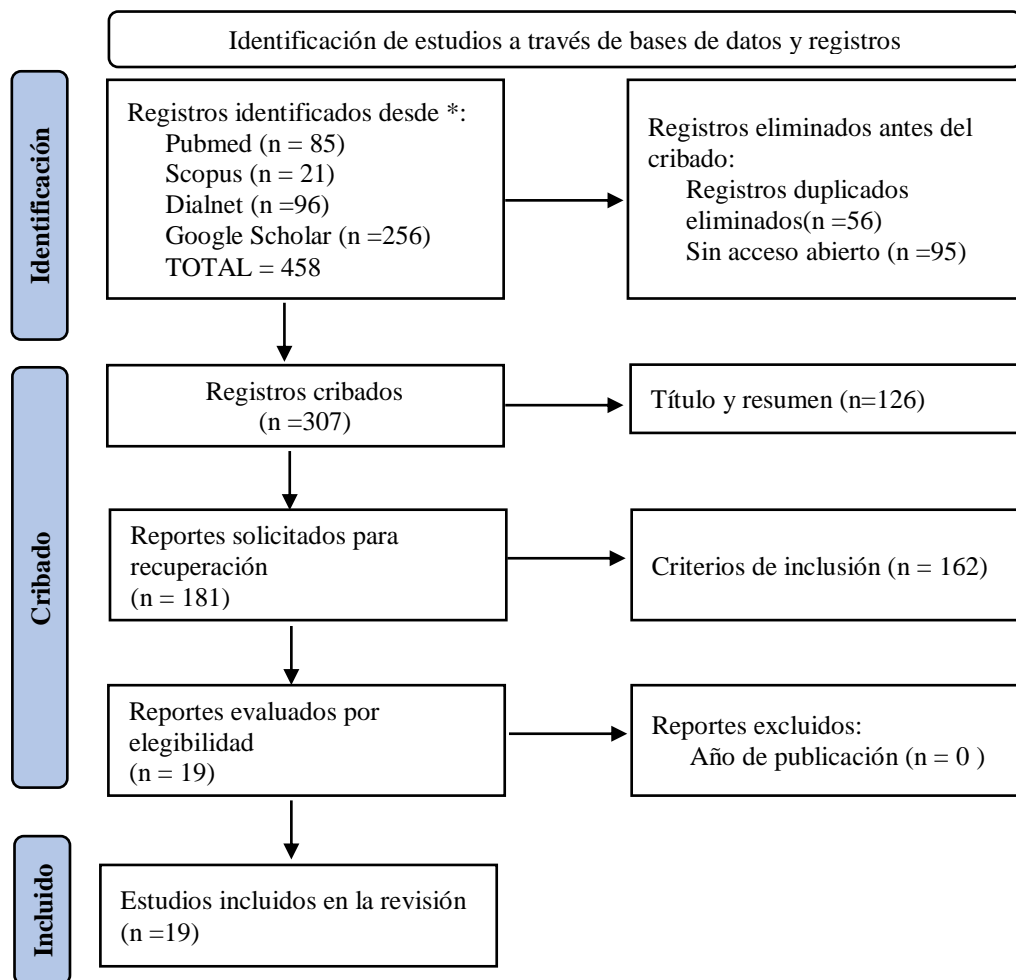 Identificación de estudios a través de bases de datos y registros
Identificación
Registros identificados desde *:
Pubmed (n = 85)
Scopus (n = 21)
Dialnet (n =96)
Google Scholar (n =256)
TOTAL = 458
Registros eliminados antes del
cribado:
Registros duplicados
eliminados(n =56)
Sin acceso abierto (n =95)
Cribado
Registros cribados
(n =307)
Título y resumen (n=126)
Reportes solicitados para
recuperación
(n = 181)
Criterios de inclusión (n = 162)
Reportes evaluados por
elegibilidad
(n = 19)
Reportes excluidos:
Año de publicación (n = 0 )
Incluido
Estudios incluidos en la revisión
(n =19)